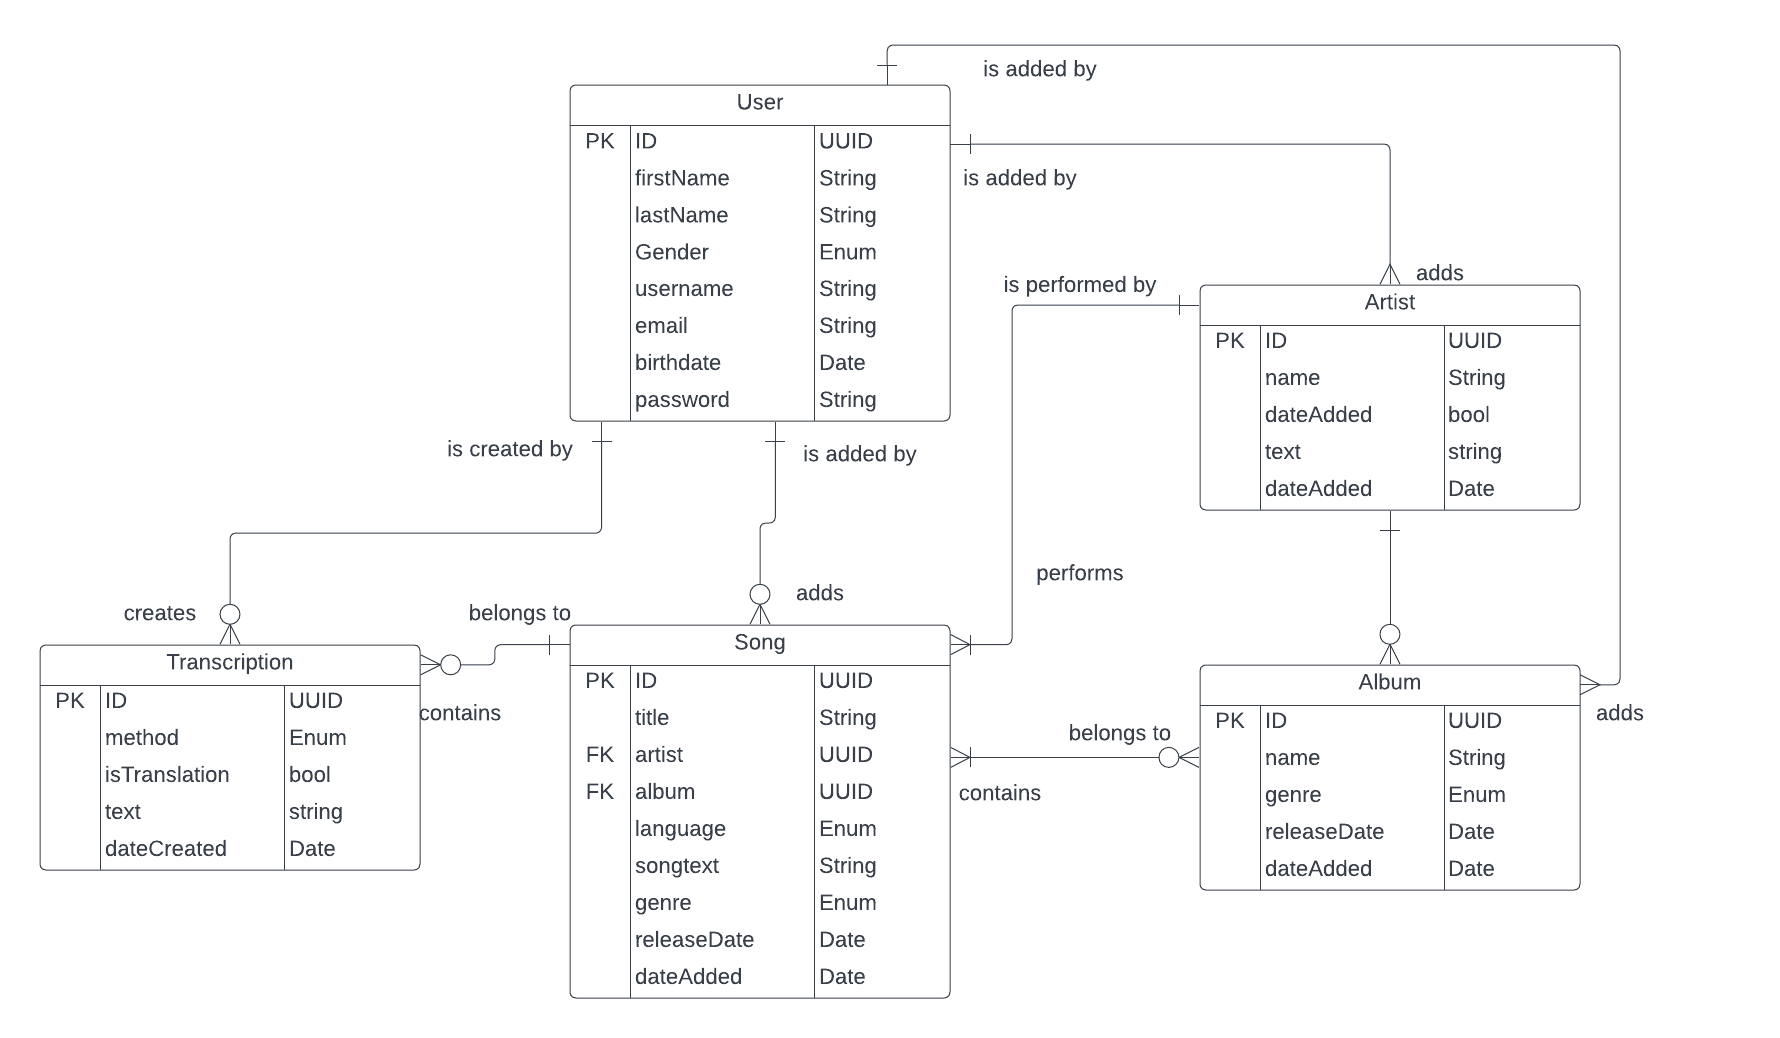 is added by
User
PK ID UUID
firstName String
lastName String
Gender Enum
username String
email String
birthdate Date
password String
is added by
is performed by
adds
Artist
PK ID UUID
name String
dateAdded bool
text string
dateAdded Date
is created by
is added by
performs
creates
belongs to
adds
Transcription
PK ID UUID
method Enum
isTranslation bool
text string
dateCreated Date
contains
Song
PK ID UUID
title String
FK artist UUID
FK album UUID
language Enum
songtext String
genre Enum
releaseDate Date
dateAdded Date
belongs to
contains
Album
PK ID UUID
name String
genre Enum
releaseDate Date
dateAdded Date
adds